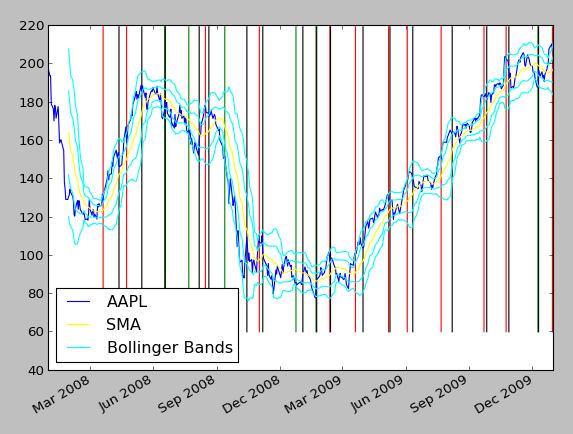 220
200
180
160
140
120
100
80
60
40
AAPL
SMA
Bollinger Bands
Mar 2008
Jun 2008
Sep 2008
Dec 2008
Mar 2009
Jun 2009
Sep 2009
Dec 2009